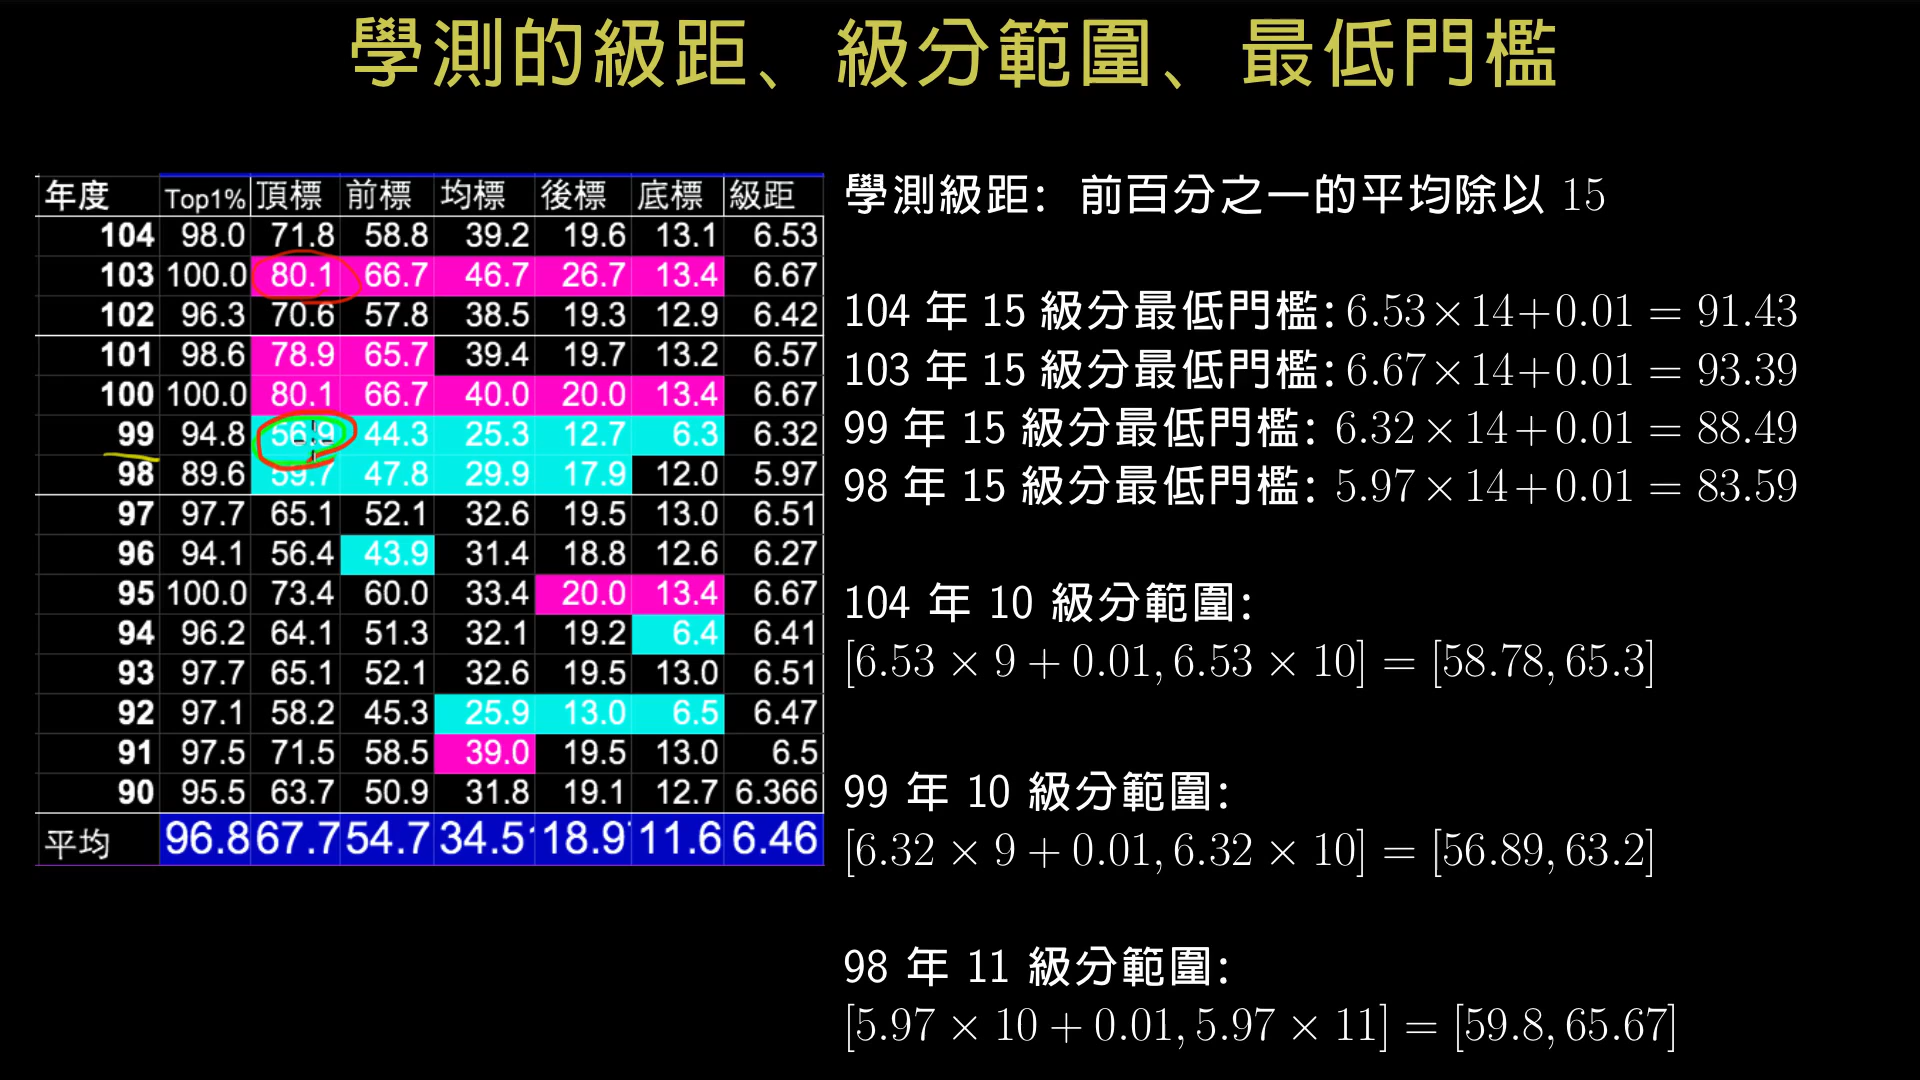 學測的級距、級分範圍、最低門檻
年度 Top1% 頂標 前標 均標 後標 底標 級距
104 98.0 71.8 58.8 39.2 19.6 13.1 6.53
103 100.0 80.1 66.7 46.7 26.7 13.4 6.67
102 96.3 70.6 57.8 38.5 19.3 12.9 6.42
101 98.6 78.9 65.7 39.4 19.7 13.2 6.57
100 100.0 80.1 66.7 40.0 20.0 13.4 6.67
99 94.8 56.9 44.3 25.3 12.7 6.3 6.32
98 89.6 59.7 47.8 29.9 17.9 12.0 5.97
97 97.7 65.1 52.1 32.6 19.5 13.0 6.51
96 94.1 56.4 43.9 31.4 18.8 12.6 6.27
95 100.0 73.4 60.0 33.4 20.0 13.4 6.67
94 96.2 64.1 51.3 32.1 19.2 6.4 6.41
93 97.7 65.1 52.1 32.6 19.5 13.0 6.51
92 97.1 58.2 45.3 25.9 13.0 6.5 6.47
91 97.5 71.5 58.5 39.0 19.5 13.0 6.5
90 95.5 63.7 50.9 31.8 19.1 12.7 6.366
平均 96.8 67.7 54.7 34.5 18.9 11.6 6.46
學測級距: 前百分之一的平均除以 15
104 年 15 級分最低門檻: 6.53×14+0.01 = 91.43
103 年 15 級分最低門檻: 6.67×14+0.01 = 93.39
99 年 15 級分最低門檻: 6.32×14+0.01 = 88.49
98 年 15 級分最低門檻: 5.97×14+0.01 = 83.59
104 年 10 級分範圍:
[6.53 × 9 + 0.01, 6.53 × 10] = [58.78, 65.3]
99 年 10 級分範圍:
[6.32 × 9 + 0.01, 6.32 × 10] = [56.89, 63.2]
98 年 11 級分範圍:
[5.97 × 10 + 0.01, 5.97 × 11] = [59.8, 65.67]